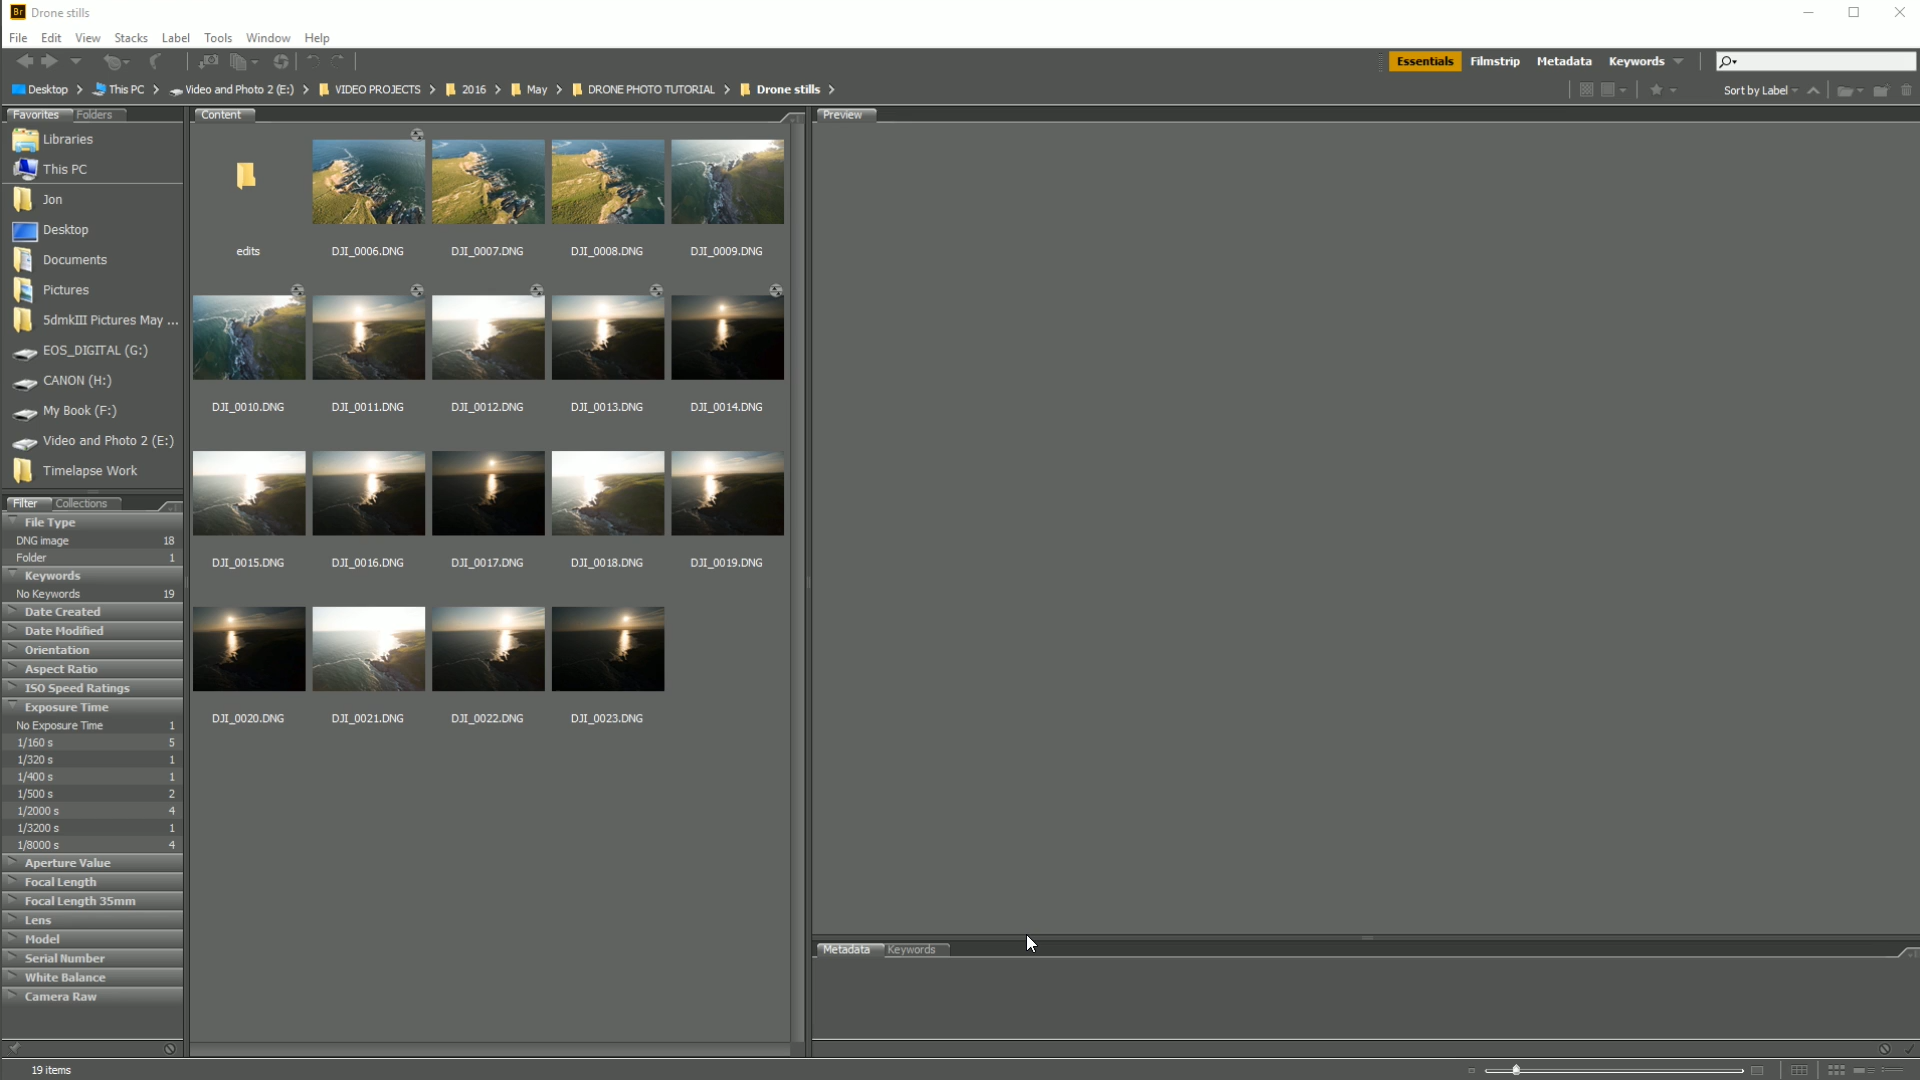 Br Drone stills
File Edit View Stacks Label Tools Window Help
Essentials Filmstrip Metadata Keywords
Desktop This PC Video and Photo 2 (E:) VIDEO PROJECTS 2016 May DRONE PHOTO TUTORIAL Drone stills Sort by Label
Favorites Folders
Libraries
This PC
Jon
Desktop
Documents
Pictures
5dmkIII Pictures May ...
EOS_DIGITAL (G:)
CANON (H:)
My Book (F:)
Video and Photo 2 (E:)
Timelapse Work
Filter Collections
File Type
DNG image 18
Folder 1
Keywords
No Keywords 19
Date Created
Date Modified
Orientation
Aspect Ratio
ISO Speed Ratings
Exposure Time
No Exposure Time 1
1/160 s 5
1/320 s 1
1/400 s 1
1/500 s 2
1/2000 s 4
1/3200 s 1
1/8000 s 4
Aperture Value
Focal Length
Focal Length 35mm
Lens
Model
Serial Number
White Balance
Camera Raw
Content
edits DJI_0006.DNG DJI_0007.DNG DJI_0008.DNG DJI_0009.DNG
DJI_0010.DNG DJI_0011.DNG DJI_0012.DNG DJI_0013.DNG DJI_0014.DNG
DJI_0015.DNG DJI_0016.DNG DJI_0017.DNG DJI_0018.DNG DJI_0019.DNG
DJI_0020.DNG DJI_0021.DNG DJI_0022.DNG DJI_0023.DNG
Preview
Metadata Keywords
19 items